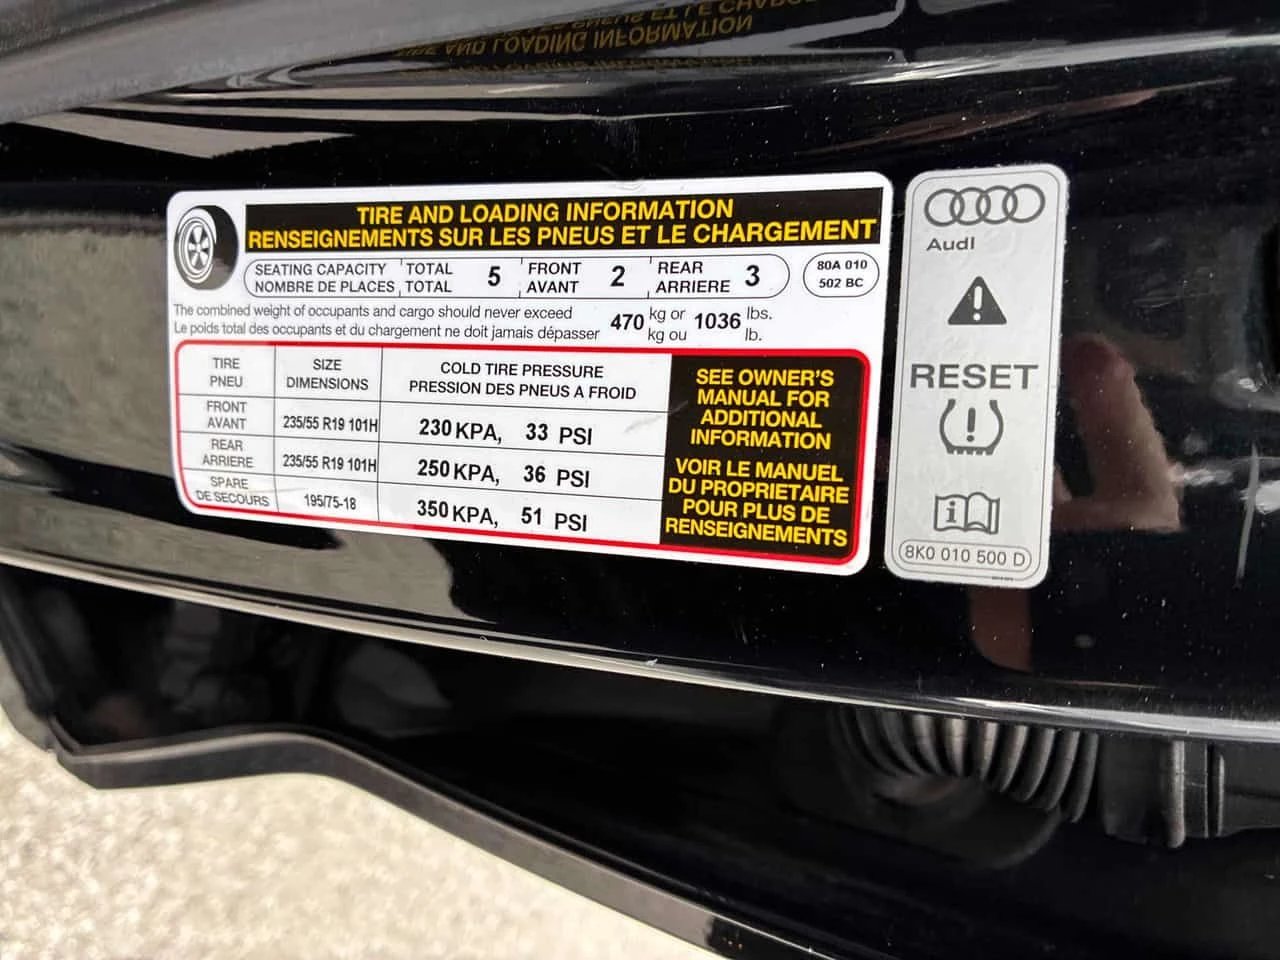 TIRE AND LOADING INFORMATION
RENSEIGNEMENTS SUR LES PNEUS ET LE CHARGEMENT
SEATING CAPACITY TOTAL 5 FRONT 2 REAR 3
NOMBRE DE PLACES TOTAL AVANT ARRIERE
80A 010
502 BC
The combined weight of occupants and cargo should never exceed 470 kg or 1036 lbs.
Le poids total des occupants et du chargement ne doit jamais dépasser kg ou lb.
TIRE SIZE COLD TIRE PRESSURE
PNEU DIMENSIONS PRESSION DES PNEUS A FROID
FRONT
AVANT 235/55 R19 101H 230 KPA, 33 PSI
REAR
ARRIERE 235/55 R19 101H 250 KPA, 36 PSI
SPARE
DE SECOURS 195/75-18 350 KPA, 51 PSI
SEE OWNER'S
MANUAL FOR
ADDITIONAL
INFORMATION
VOIR LE MANUEL
DU PROPRIETAIRE
POUR PLUS DE
RENSEIGNEMENTS
Audi
RESET
8K0 010 500 D